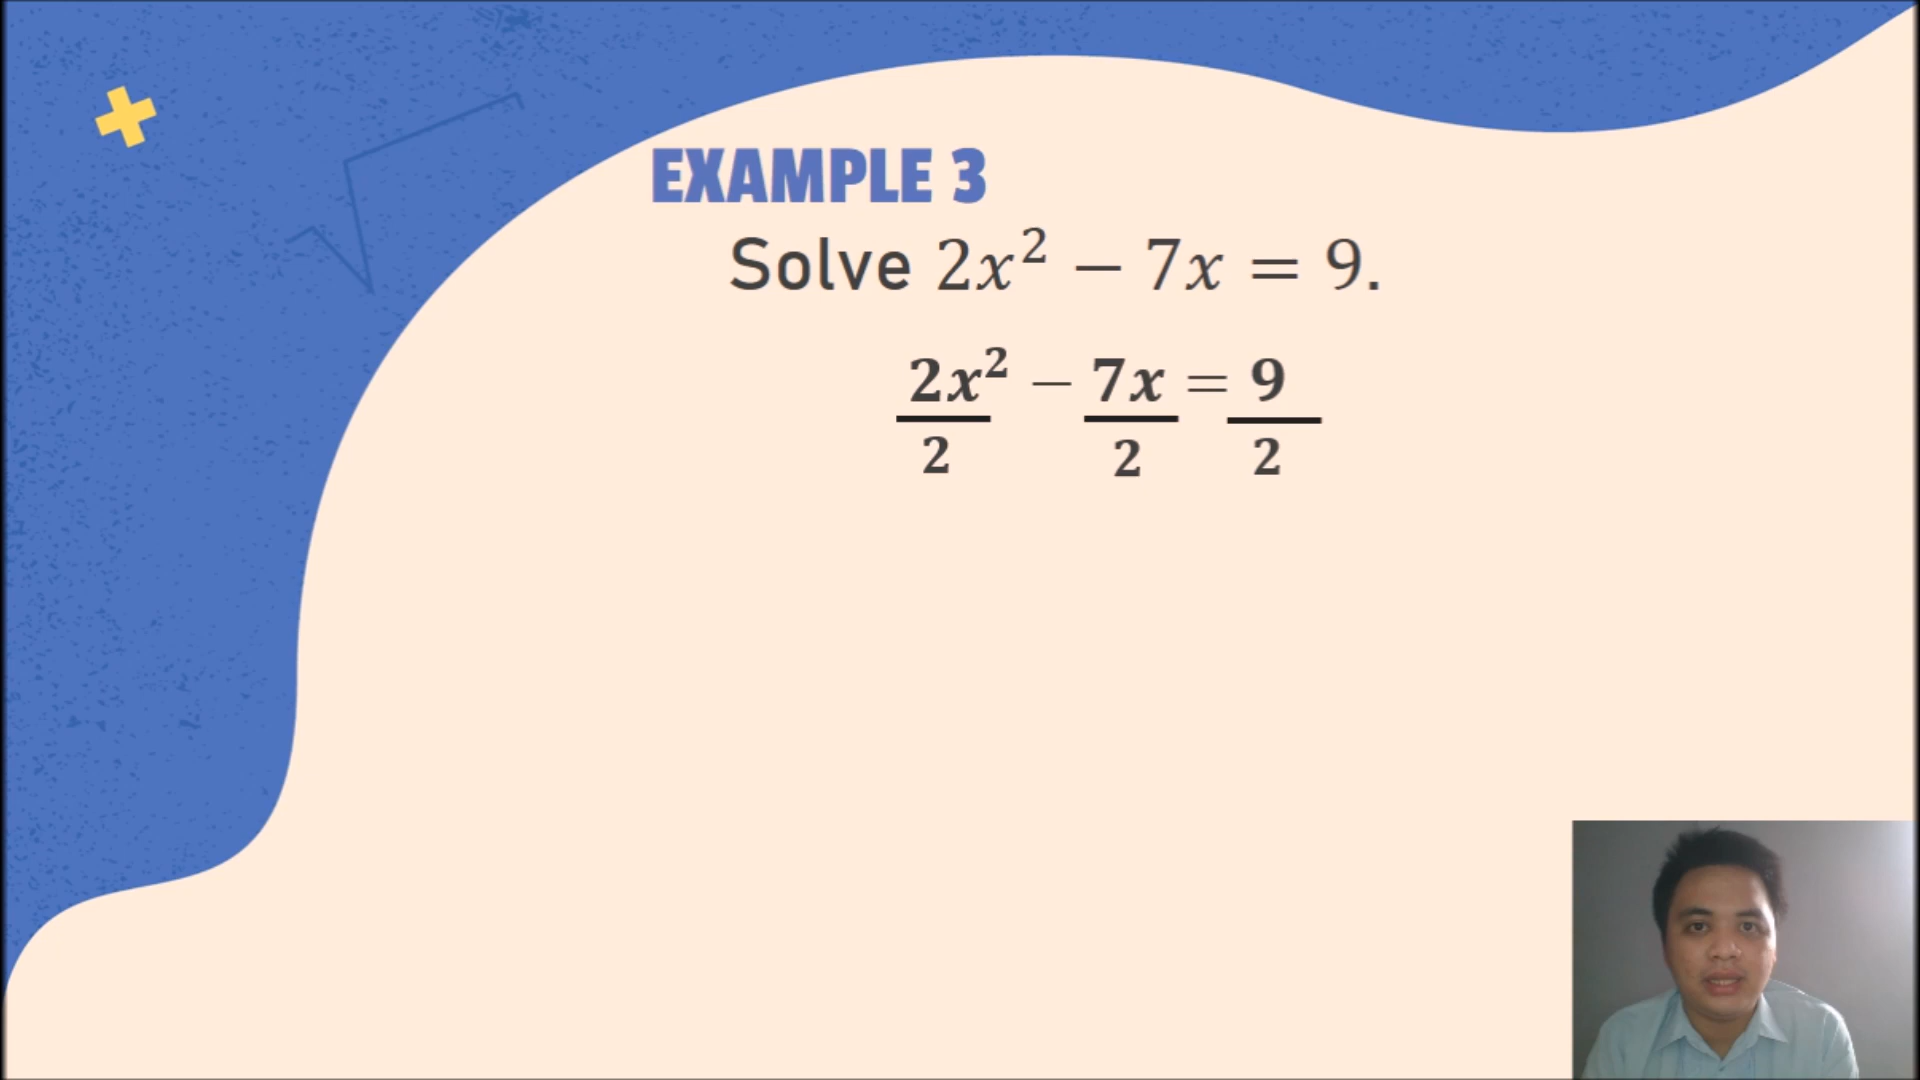 EXAMPLE 3
Solve 2x² − 7x = 9.
2x² − 7x = 9
2 2 2